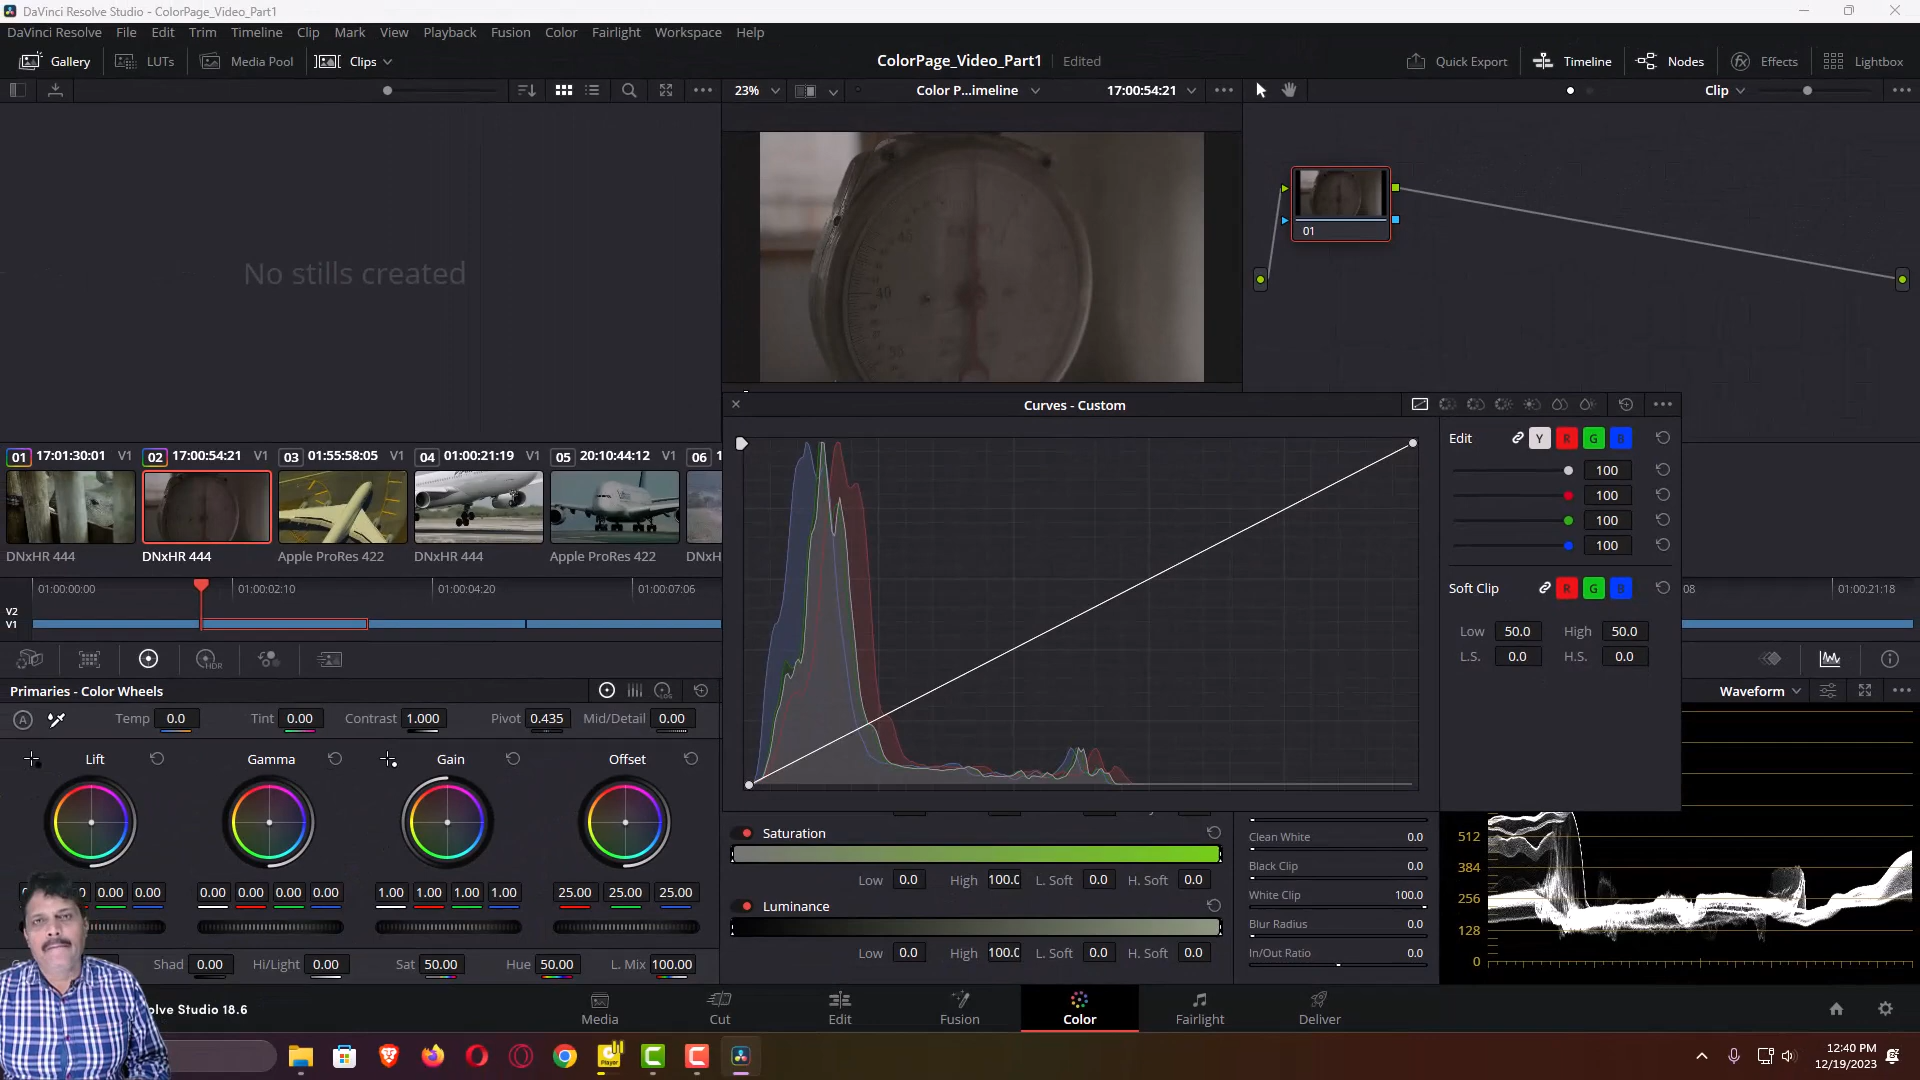 DaVinci Resolve Studio - ColorPage_Video_Part1
DaVinci Resolve File Edit Trim Timeline Clip Mark View Playback Fusion Color Fairlight Workspace Help
Gallery LUTs Media Pool Clips ColorPage_Video_Part1 Edited Quick Export Timeline Nodes Effects Lightbox
23% Color P...imeline 17:00:54:21 Clip
No stills created
01
Curves - Custom
Edit Y R G B
100
100
100
100
Soft Clip R G B
Low 50.0 High 50.0
L.S. 0.0 H.S. 0.0
01 17:01:30:01 V1 02 17:00:54:21 V1 03 01:55:58:05 V1 04 01:00:21:19 V1 05 20:10:44:12 V1 06 1
DNxHR 444 DNxHR 444 Apple ProRes 422 DNxHR 444 Apple ProRes 422 DNxHR
01:00:00:00 01:00:02:10 01:00:04:20 01:00:07:06 08 01:00:21:18
V2
V1
HDR
Primaries - Color Wheels LOG Waveform
A Temp 0.0 Tint 0.00 Contrast 1.000 Pivot 0.435 Mid/Detail 0.00
Lift Gamma Gain Offset
0.00 0.00 0.00 0.00 0.00 0.00 1.00 1.00 1.00 1.00 25.00 25.00 25.00
Shad 0.00 Hi/Light 0.00 Sat 50.00 Hue 50.00 L. Mix 100.00
Saturation
Low 0.0 High 100.0 L. Soft 0.0 H. Soft 0.0
Luminance
Low 0.0 High 100.0 L. Soft 0.0 H. Soft 0.0
Clean White 0.0
Black Clip 0.0
White Clip 100.0
Blur Radius 0.0
In/Out Ratio 0.0
512
384
256
128
0
olve Studio 18.6
Media Cut Edit Fusion Color Fairlight Deliver
Player
12:40 PM
12/19/2023